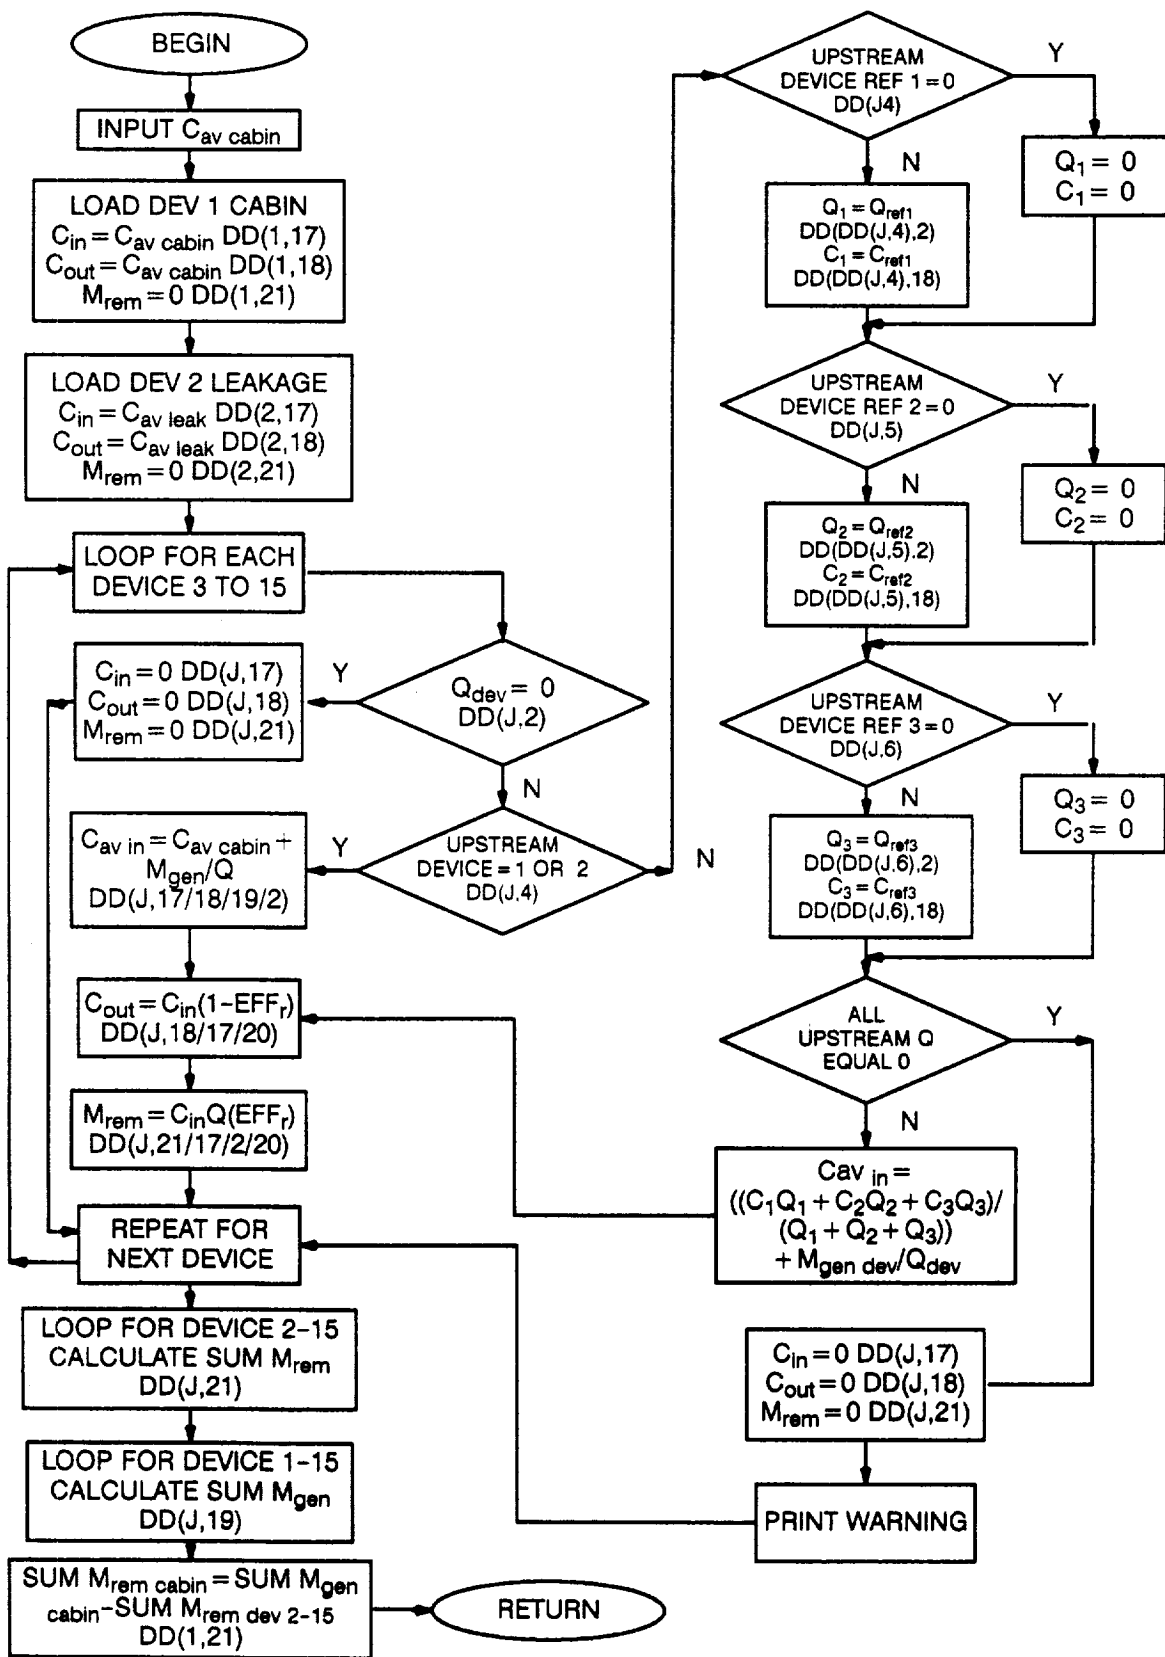 BEGIN
INPUT C_av cabin
LOAD DEV 1 CABIN
C_in = C_av cabin DD(1,17)
C_out = C_av cabin DD(1,18)
M_rem = 0 DD(1,21)
LOAD DEV 2 LEAKAGE
C_in = C_av leak DD(2,17)
C_out = C_av leak DD(2,18)
M_rem = 0 DD(2,21)
LOOP FOR EACH
DEVICE 3 TO 15
Q_dev = 0
DD(J,2)
Y
N
C_in = 0 DD(J,17)
C_out = 0 DD(J,18)
M_rem = 0 DD(J,21)
UPSTREAM
DEVICE = 1 OR 2
DD(J,4)
Y
N
C_av in = C_av cabin +
M_gen/Q
DD(J,17/18/19/2)
C_out = C_in(1-EFF_r)
DD(J,18/17/20)
M_rem = C_inQ(EFF_r)
DD(J,21/17/2/20)
REPEAT FOR
NEXT DEVICE
LOOP FOR DEVICE 2-15
CALCULATE SUM M_rem
DD(J,21)
LOOP FOR DEVICE 1-15
CALCULATE SUM M_gen
DD(J,19)
SUM M_rem cabin = SUM M_gen
cabin-SUM M_rem dev 2-15
DD(1,21)
RETURN
UPSTREAM
DEVICE REF 1 = 0
DD(J4)
Y
N
Q_1 = 0
C_1 = 0
Q_1 = Q_ref1
DD(DD(J,4),2)
C_1 = C_ref1
DD(DD(J,4),18)
UPSTREAM
DEVICE REF 2 = 0
DD(J,5)
Y
N
Q_2 = 0
C_2 = 0
Q_2 = Q_ref2
DD(DD(J,5),2)
C_2 = C_ref2
DD(DD(J,5),18)
UPSTREAM
DEVICE REF 3 = 0
DD(J,6)
Y
N
Q_3 = 0
C_3 = 0
Q_3 = Q_ref3
DD(DD(J,6),2)
C_3 = C_ref3
DD(DD(J,6),18)
ALL
UPSTREAM Q
EQUAL 0
Y
N
Cav in =
((C_1Q_1 + C_2Q_2 + C_3Q_3)/
(Q_1 + Q_2 + Q_3))
+ M_gen dev/Q_dev
C_in = 0 DD(J,17)
C_out = 0 DD(J,18)
M_rem = 0 DD(J,21)
PRINT WARNING